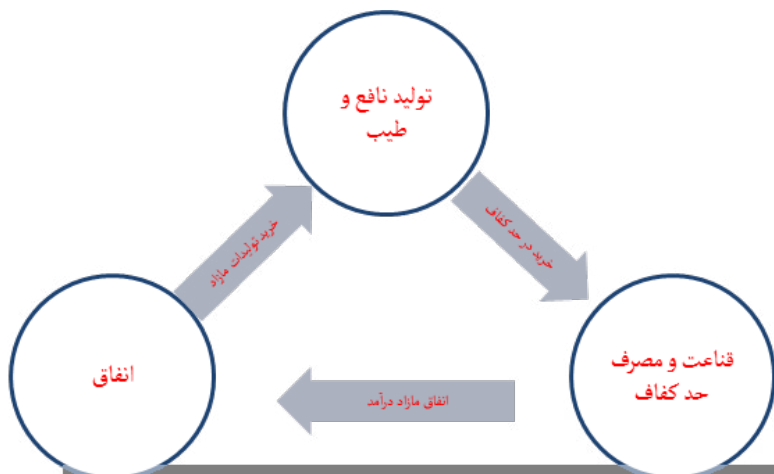 تولید نافع و
طیب
خرید در حد کفاف
خرید تولیدات مازاد
قناعت و مصرف
حد کفاف
انفاق مازاد درآمد
انفاق